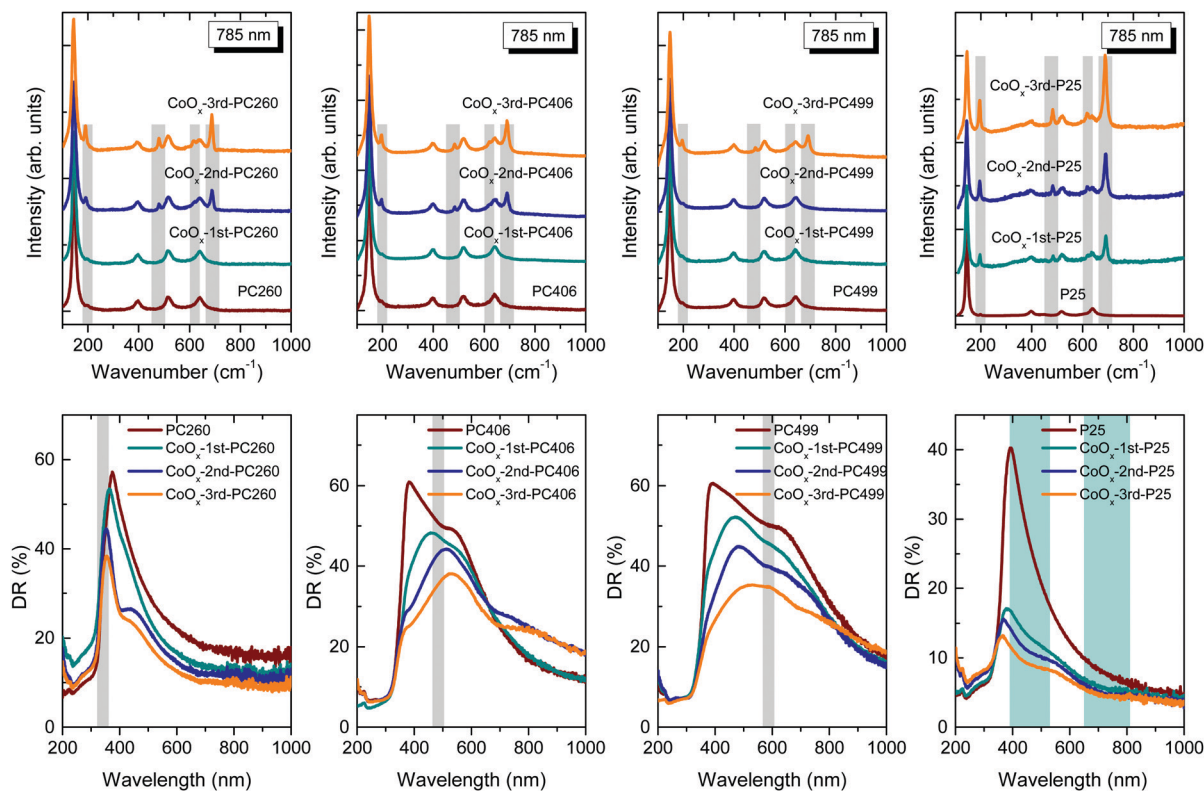 785 nm
CoOx-3rd-PC260
CoOx-2nd-PC260
CoOx-1st-PC260
PC260
Intensity (arb. units)
200 400 600 800 1000
Wavenumber (cm-1)
785 nm
CoOx-3rd-PC406
CoOx-2nd-PC406
CoOx-1st-PC406
PC406
Intensity (arb. units)
200 400 600 800 1000
Wavenumber (cm-1)
785 nm
CoOx-3rd-PC499
CoOx-2nd-PC499
CoOx-1st-PC499
PC499
Intensity (arb. units)
200 400 600 800 1000
Wavenumber (cm-1)
785 nm
CoOx-3rd-P25
CoOx-2nd-P25
CoOx-1st-P25
P25
Intensity (arb. units)
200 400 600 800 1000
Wavenumber (cm-1)
PC260
CoOx-1st-PC260
CoOx-2nd-PC260
CoOx-3rd-PC260
60
40
20
0
DR (%)
200 400 600 800 1000
Wavelength (nm)
PC406
CoOx-1st-PC406
CoOx-2nd-PC406
CoOx-3rd-PC406
80
60
40
20
0
DR (%)
200 400 600 800 1000
Wavelength (nm)
PC499
CoOx-1st-PC499
CoOx-2nd-PC499
CoOx-3rd-PC499
80
60
40
20
0
DR (%)
200 400 600 800 1000
Wavelength (nm)
P25
CoOx-1st-P25
CoOx-2nd-P25
CoOx-3rd-P25
40
30
20
10
0
DR (%)
200 400 600 800 1000
Wavelength (nm)